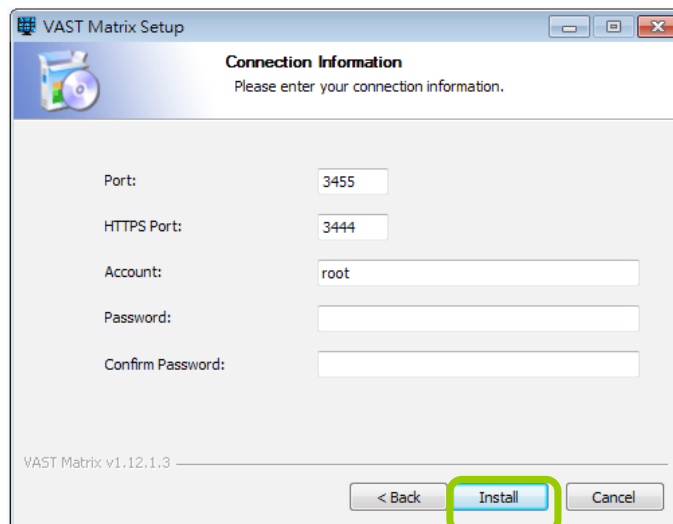 VAST Matrix Setup
Connection Information
Please enter your connection information.
Port: 3455
HTTPS Port: 3444
Account: root
Password:
Confirm Password:
VAST Matrix v1.12.1.3
< Back Install Cancel